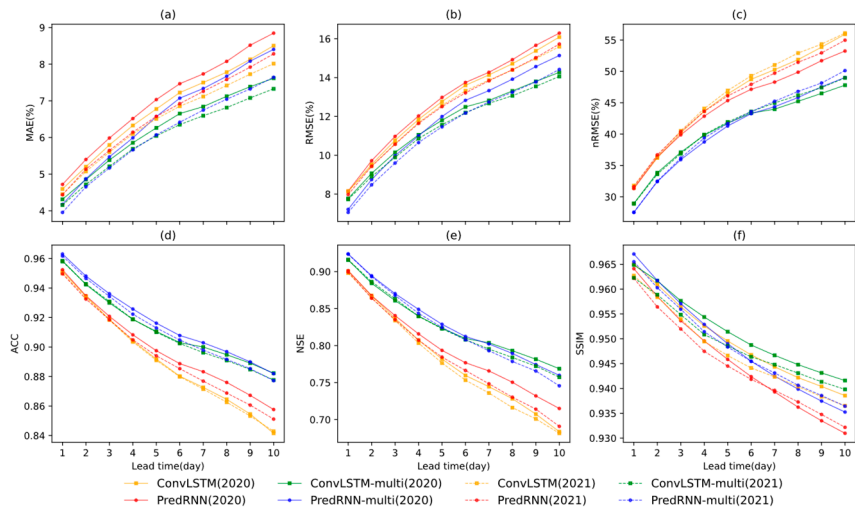 (a) (b) (c)
9
8
7
6
5
4
MAE(%)
16
14
12
10
8
RMSE(%)
55
50
45
40
35
30
nRMSE(%)
1 2 3 4 5 6 7 8 9 10
1 2 3 4 5 6 7 8 9 10
1 2 3 4 5 6 7 8 9 10
(d) (e) (f)
0.96
0.94
0.92
0.90
0.88
0.86
0.84
ACC
0.90
0.85
0.80
0.75
0.70
NSE
0.965
0.960
0.955
0.950
0.945
0.940
0.935
0.930
SSIM
1 2 3 4 5 6 7 8 9 10
1 2 3 4 5 6 7 8 9 10
1 2 3 4 5 6 7 8 9 10
Lead time(day) Lead time(day) Lead time(day)
ConvLSTM(2020) ConvLSTM-multi(2020) ConvLSTM(2021) ConvLSTM-multi(2021)
PredRNN(2020) PredRNN-multi(2020) PredRNN(2021) PredRNN-multi(2021)